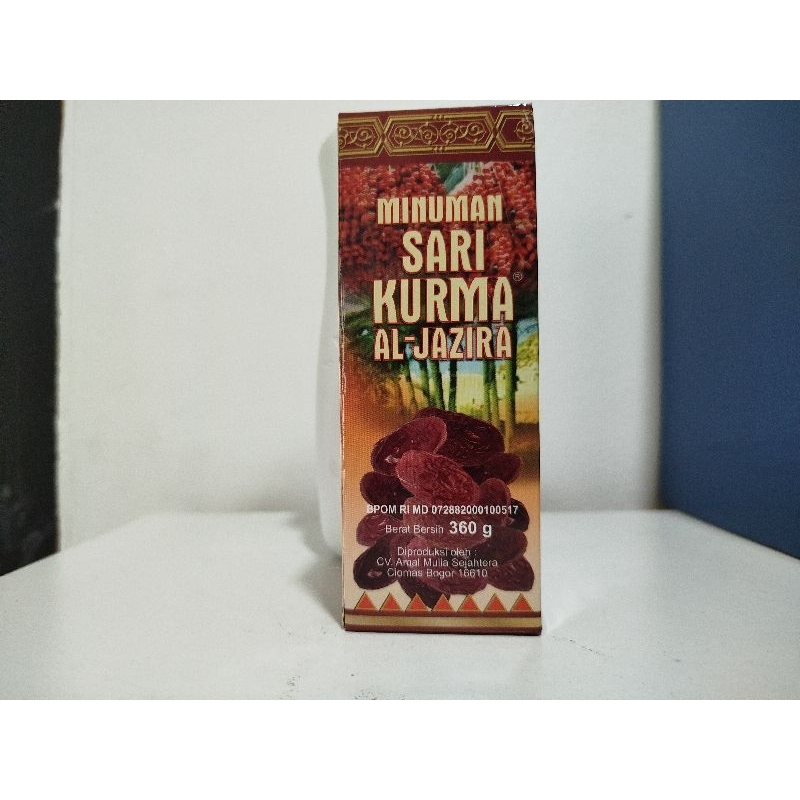 MINUMAN
SARI
KURMA®
AL-JAZIRA
BPOM RI MD 072882000100517
Berat Bersih 360 g
Diproduksi oleh :
CV. Amal Mulia Sejahtera
Ciomas Bogor 16610